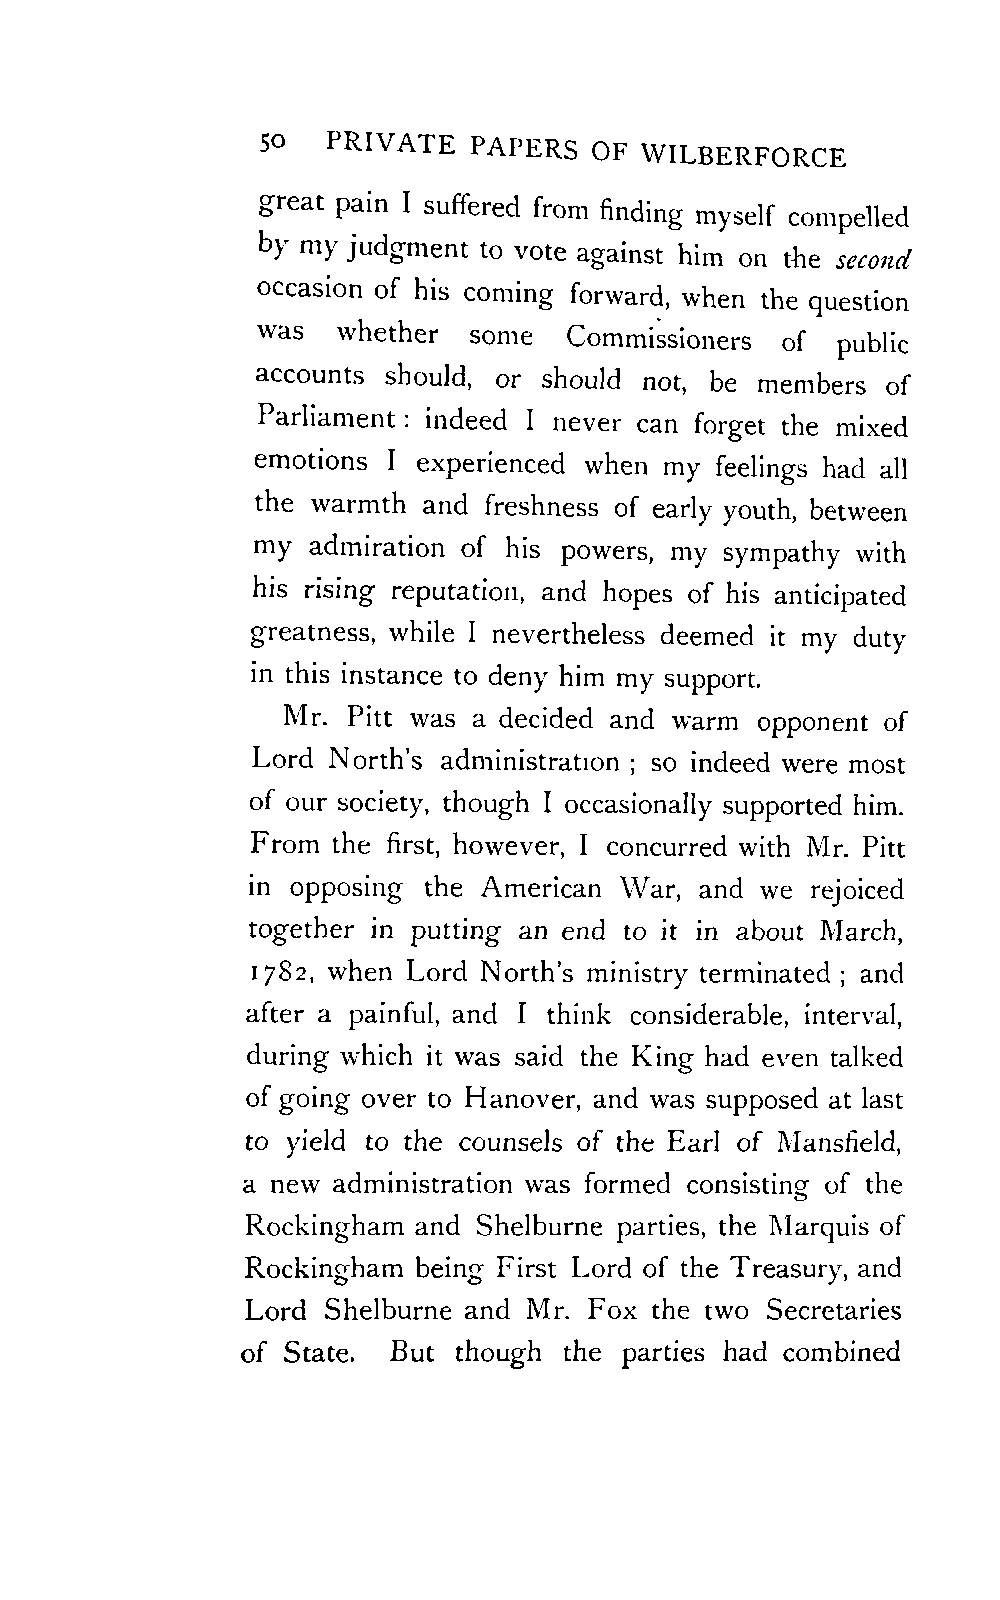 50 PRIVATE PAPERS OF WILBERFORCE
great pain I suffered from finding myself compelled
by my judgment to vote against him on the second
occasion of his coming forward, when the question
was whether some Commissioners of public
accounts should, or should not, be members of
Parliament : indeed I never can forget the mixed
emotions I experienced when my feelings had all
the warmth and freshness of early youth, between
my admiration of his powers, my sympathy with
his rising reputation, and hopes of his anticipated
greatness, while I nevertheless deemed it my duty
in this instance to deny him my support.
Mr. Pitt was a decided and warm opponent of
Lord North's administration ; so indeed were most
of our society, though I occasionally supported him.
From the first, however, I concurred with Mr. Pitt
in opposing the American War, and we rejoiced
together in putting an end to it in about March,
1782, when Lord North's ministry terminated ; and
after a painful, and I think considerable, interval,
during which it was said the King had even talked
of going over to Hanover, and was supposed at last
to yield to the counsels of the Earl of Mansfield,
a new administration was formed consisting of the
Rockingham and Shelburne parties, the Marquis of
Rockingham being First Lord of the Treasury, and
Lord Shelburne and Mr. Fox the two Secretaries
of State. But though the parties had combined